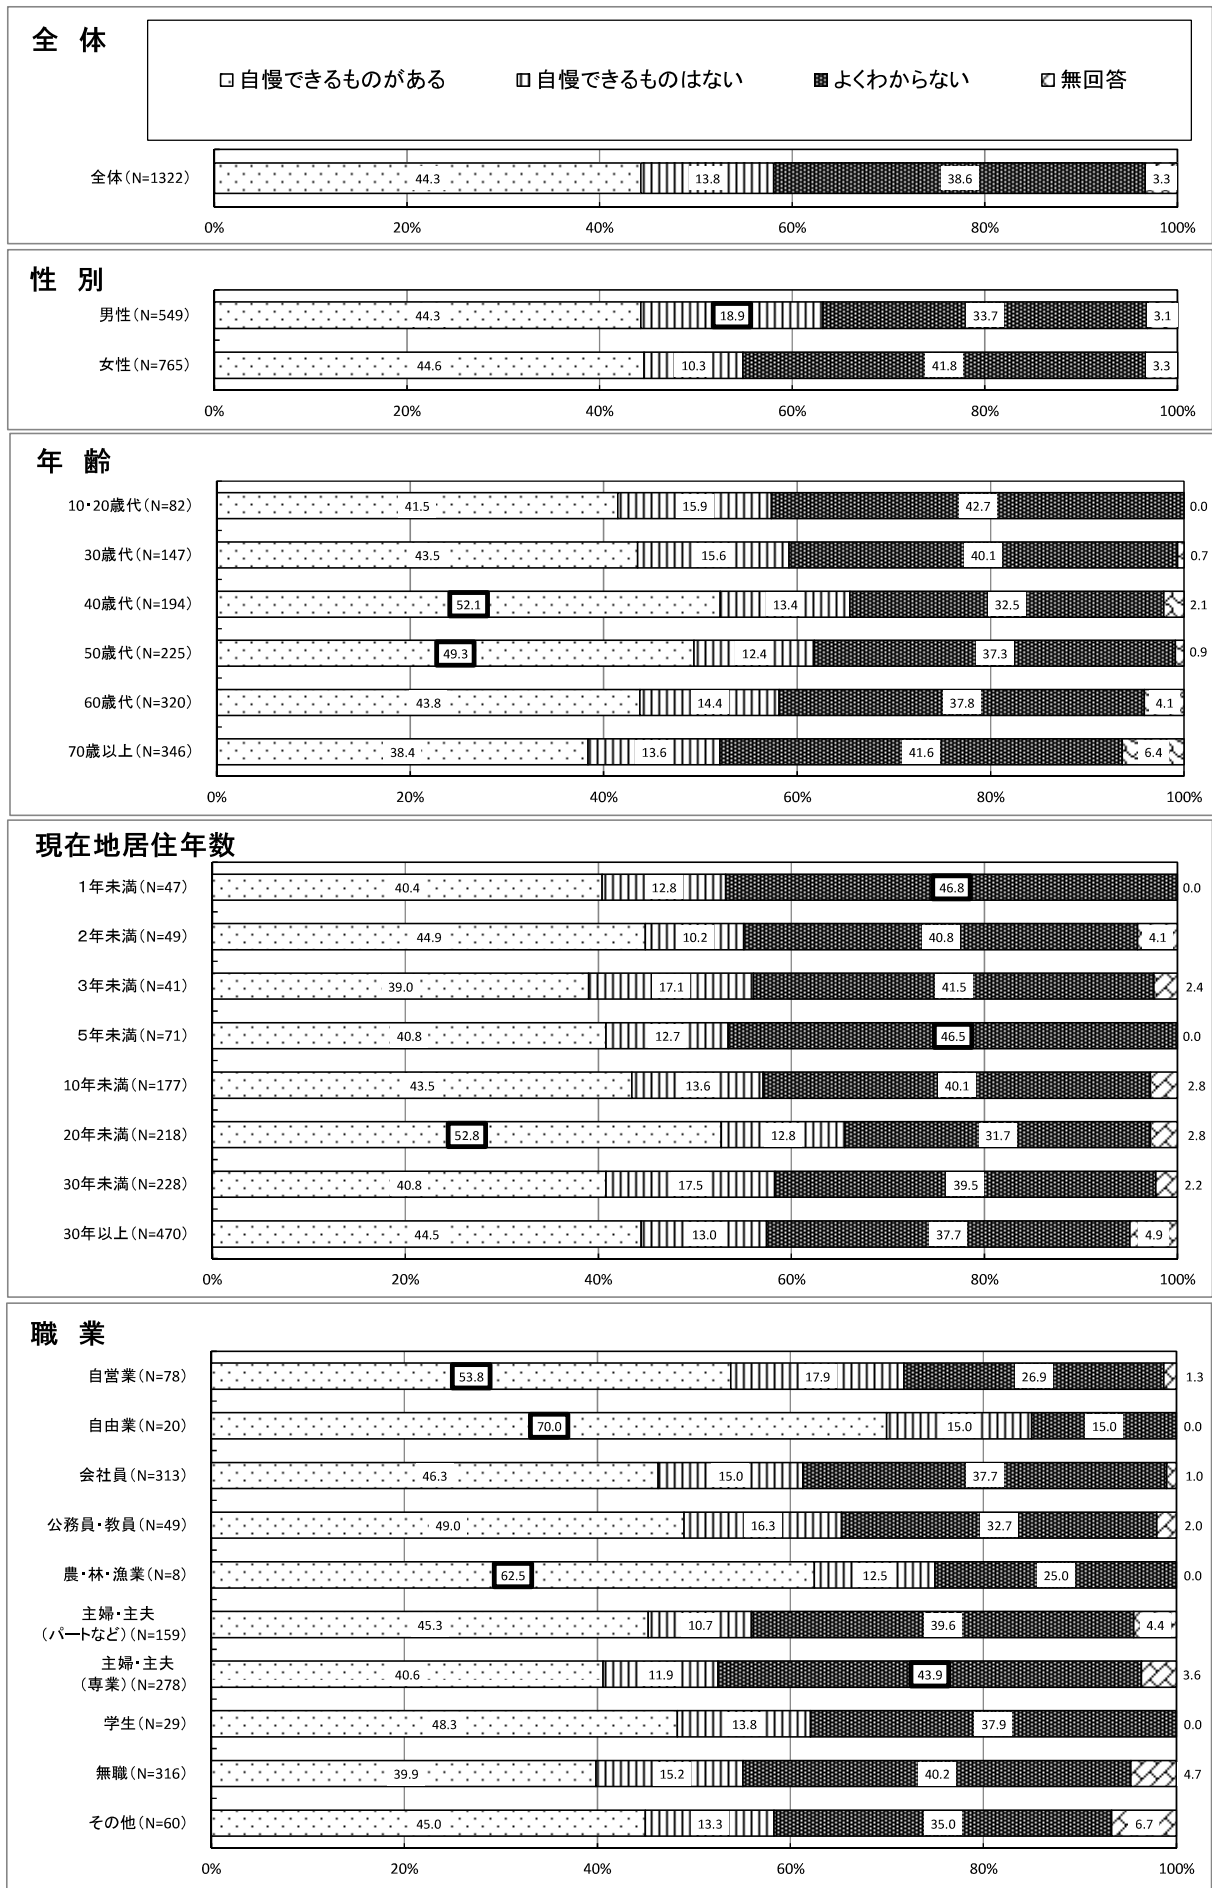 全 体
自慢できるものがある 自慢できるものはない よくわからない 無回答
全体(N=1322) 44.3 13.8 38.6 3.3
0% 20% 40% 60% 80% 100%
性 別
男性(N=549) 44.3 18.9 33.7 3.1
女性(N=765) 44.6 10.3 41.8 3.3
0% 20% 40% 60% 80% 100%
年 齢
10・20歳代(N=82) 41.5 15.9 42.7 0.0
30歳代(N=147) 43.5 15.6 40.1 0.7
40歳代(N=194) 52.1 13.4 32.5 2.1
50歳代(N=225) 49.3 12.4 37.3 0.9
60歳代(N=320) 43.8 14.4 37.8 4.1
70歳以上(N=346) 38.4 13.6 41.6 6.4
0% 20% 40% 60% 80% 100%
現在地居住年数
1年未満(N=47) 40.4 12.8 46.8 0.0
2年未満(N=49) 44.9 10.2 40.8 4.1
3年未満(N=41) 39.0 17.1 41.5 2.4
5年未満(N=71) 40.8 12.7 46.5 0.0
10年未満(N=177) 43.5 13.6 40.1 2.8
20年未満(N=218) 52.8 12.8 31.7 2.8
30年未満(N=228) 40.8 17.5 39.5 2.2
30年以上(N=470) 44.5 13.0 37.7 4.9
0% 20% 40% 60% 80% 100%
職 業
自営業(N=78) 53.8 17.9 26.9 1.3
自由業(N=20) 70.0 15.0 15.0 0.0
会社員(N=313) 46.3 15.0 37.7 1.0
公務員・教員(N=49) 49.0 16.3 32.7 2.0
農・林・漁業(N=8) 62.5 12.5 25.0 0.0
主婦・主夫
(パートなど)(N=159) 45.3 10.7 39.6 4.4
主婦・主夫
(専業)(N=278) 40.6 11.9 43.9 3.6
学生(N=29) 48.3 13.8 37.9 0.0
無職(N=316) 39.9 15.2 40.2 4.7
その他(N=60) 45.0 13.3 35.0 6.7
0% 20% 40% 60% 80% 100%